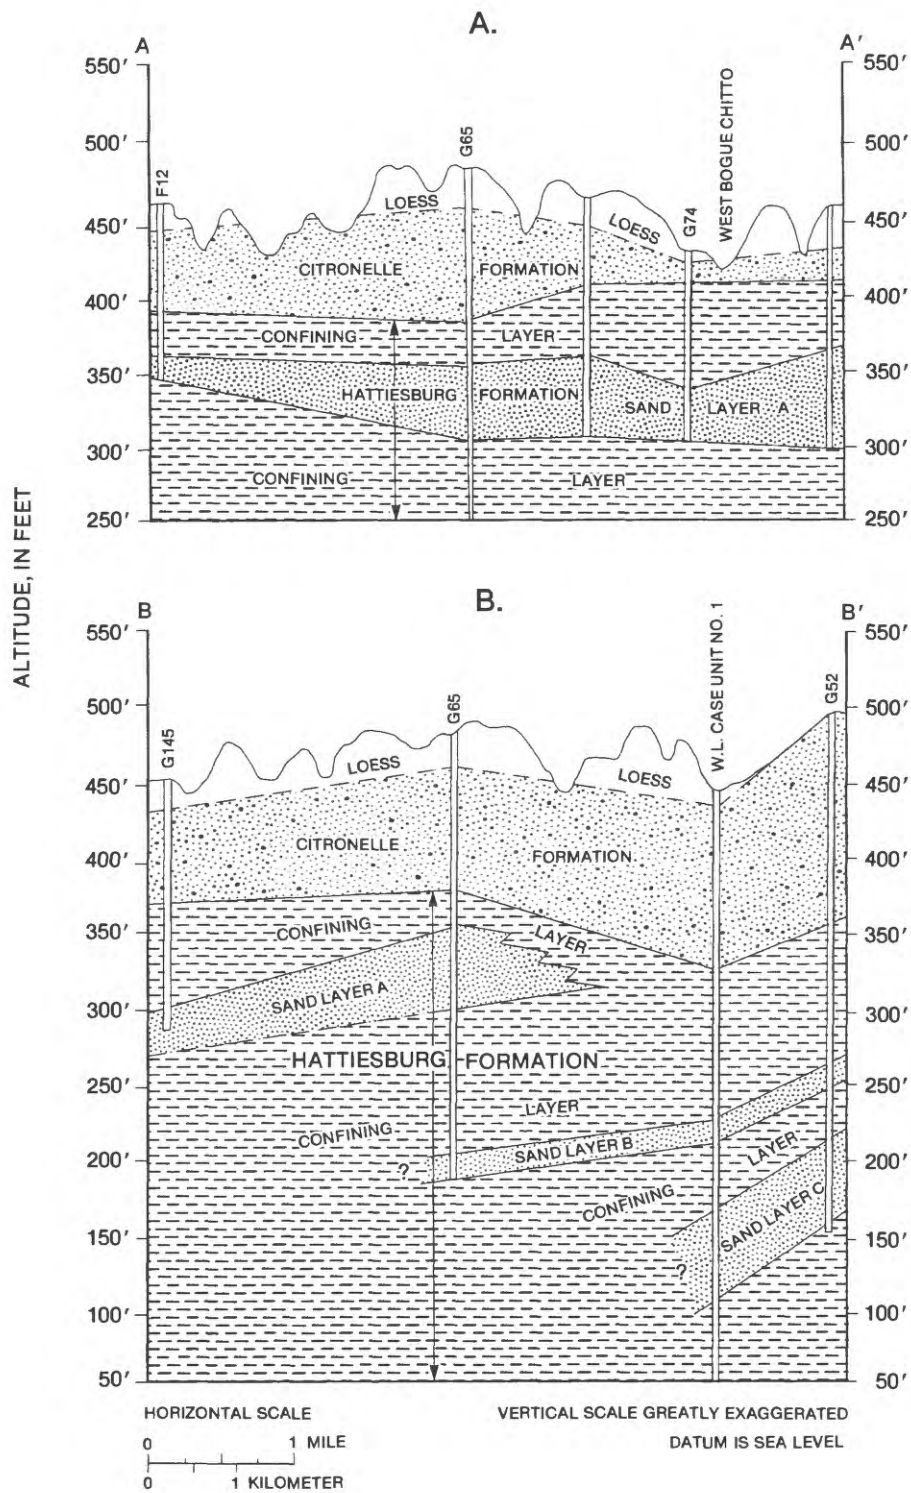 A.
A A'
550' 550'
500' 500'
450' 450'
400' 400'
350' 350'
300' 300'
250' 250'
F12
G65
G74
WEST BOGUE CHITTO
LOESS LOESS
CITRONELLE FORMATION
CONFINING LAYER
HATTIESBURG FORMATION SAND LAYER A
CONFINING LAYER
ALTITUDE, IN FEET
B.
B B'
550' 550'
500' 500'
450' 450'
400' 400'
350' 350'
300' 300'
250' 250'
200' 200'
150' 150'
100' 100'
50' 50'
G145
G65
W.L. CASE UNIT NO. 1
G52
LOESS LOESS
CITRONELLE FORMATION
CONFINING LAYER
SAND LAYER A
HATTIESBURG FORMATION
CONFINING LAYER
? SAND LAYER B
CONFINING LAYER
? SAND LAYER C
HORIZONTAL SCALE VERTICAL SCALE GREATLY EXAGGERATED
0 1 MILE DATUM IS SEA LEVEL
0 1 KILOMETER